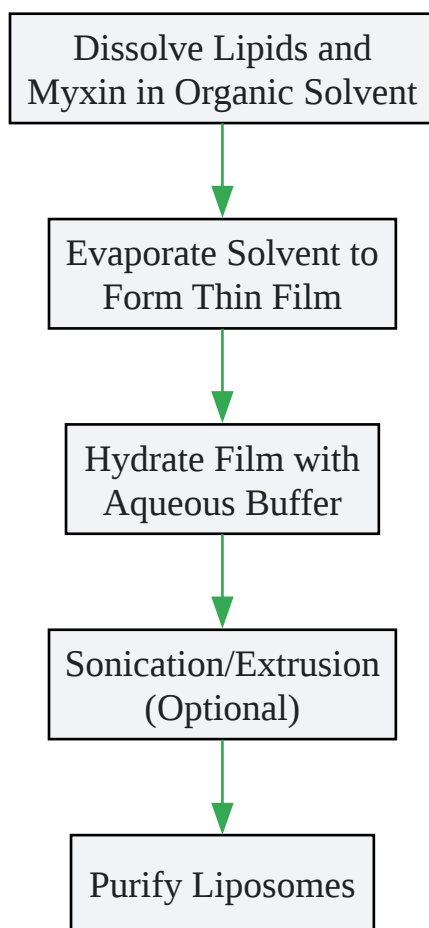 Dissolve Lipids and
Myxin in Organic Solvent
Evaporate Solvent to
Form Thin Film
Hydrate Film with
Aqueous Buffer
Sonication/Extrusion
(Optional)
Purify Liposomes